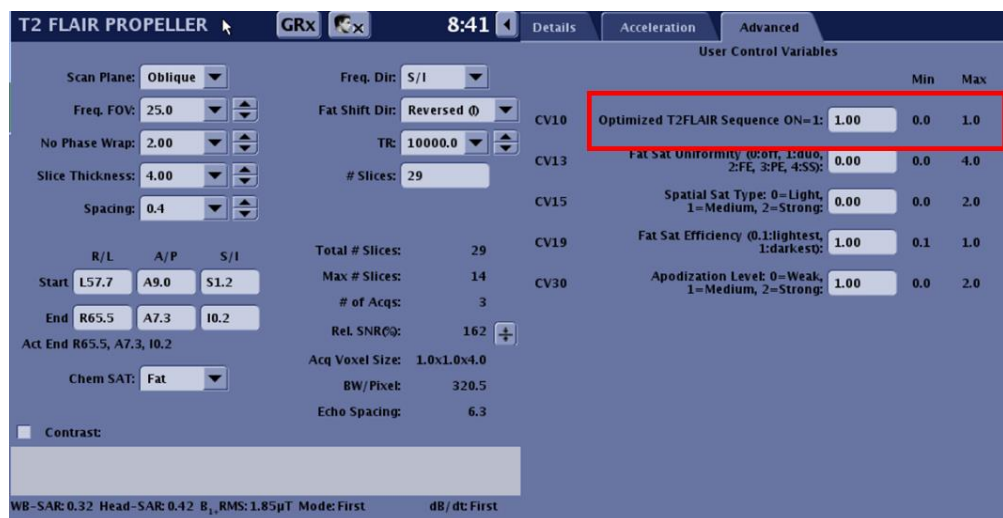 T2 FLAIR PROPELLER GRx x 8:41
Details Acceleration Advanced
User Control Variables
Min Max
Scan Plane: Oblique
Freq. FOV: 25.0
No Phase Wrap: 2.00
Slice Thickness: 4.00
Spacing: 0.4
Freq. Dir: S/I
Fat Shift Dir: Reversed (I)
TR: 10000.0
# Slices: 29
R/L A/P S/I
Start L57.7 A9.0 S1.2
End R65.5 A7.3 I0.2
Act End R65.5, A7.3, I0.2
Chem SAT: Fat
Total # Slices: 29
Max # Slices: 14
# of Acqs: 3
Rel. SNR(%): 162
Acq Voxel Size: 1.0x1.0x4.0
BW/Pixel: 320.5
Echo Spacing: 6.3
Contrast:
WB-SAR: 0.32 Head-SAR: 0.42 B1+RMS: 1.85µT Mode: First dB/dt: First
CV10 Optimized T2FLAIR Sequence ON=1: 1.00 0.0 1.0
CV13 Fat Sat Uniformity (0:off, 1:duo,
2:FE, 3:PE, 4:SS): 0.00 0.0 4.0
CV15 Spatial Sat Type: 0=Light,
1=Medium, 2=Strong: 0.00 0.0 2.0
CV19 Fat Sat Efficiency (0.1:lightest,
1:darkest): 1.00 0.1 1.0
CV30 Apodization Level: 0=Weak,
1=Medium, 2=Strong: 1.00 0.0 2.0